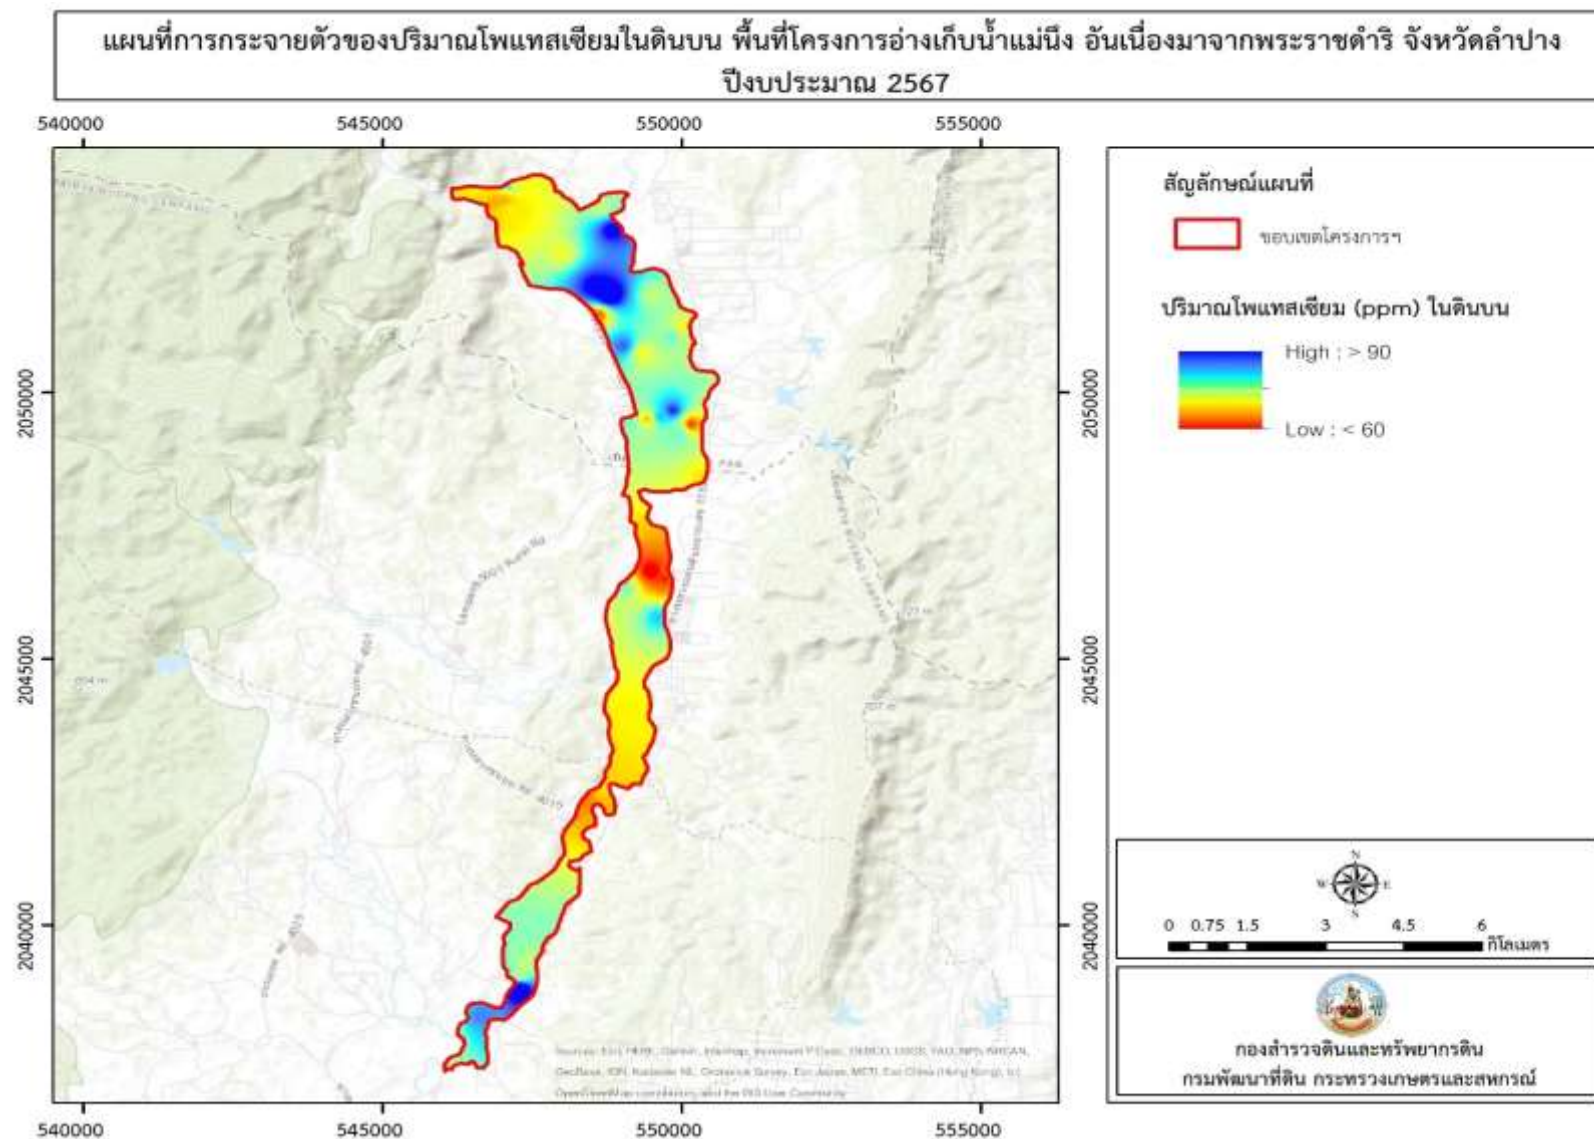 แผนที่การกระจายตัวของปริมาณโพแทสเซียมในดินบน พื้นที่โครงการอ่างเก็บน้ำแม่นึง อันเนื่องมาจากพระราชดำริ จังหวัดลำปาง
ปีงบประมาณ 2567
540000 545000 550000 555000
สัญลักษณ์แผนที่
ขอบเขตโครงการฯ
ปริมาณโพแทสเซียม (ppm) ในดินบน
High : > 90
Low : < 60
2050000 2050000
2045000 2045000
707 m
2040000 2040000
N
W E
S
0 0.75 1.5 3 4.5 6
กิโลเมตร
กองสำรวจดินและทรัพยากรดิน
กรมพัฒนาที่ดิน กระทรวงเกษตรและสหกรณ์
540000 545000 550000 555000